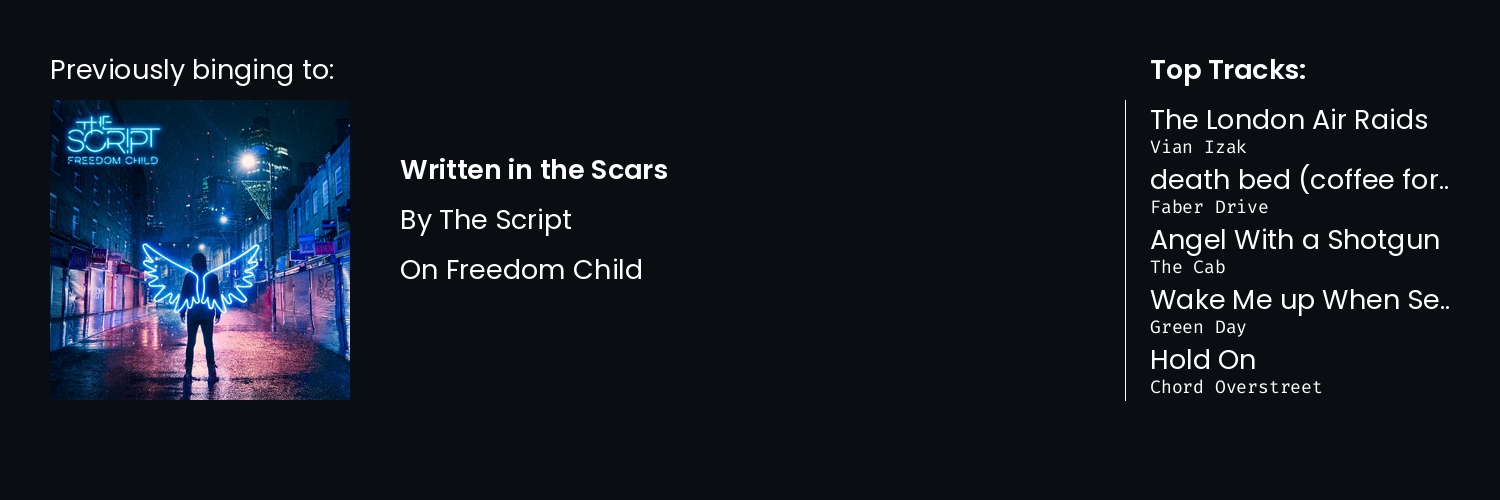 Previously binging to:
THE
SCRIPT
FREEDOM CHILD
Written in the Scars
By The Script
On Freedom Child
Top Tracks:
The London Air Raids
Vian Izak
death bed (coffee for..
Faber Drive
Angel With a Shotgun
The Cab
Wake Me up When Se..
Green Day
Hold On
Chord Overstreet